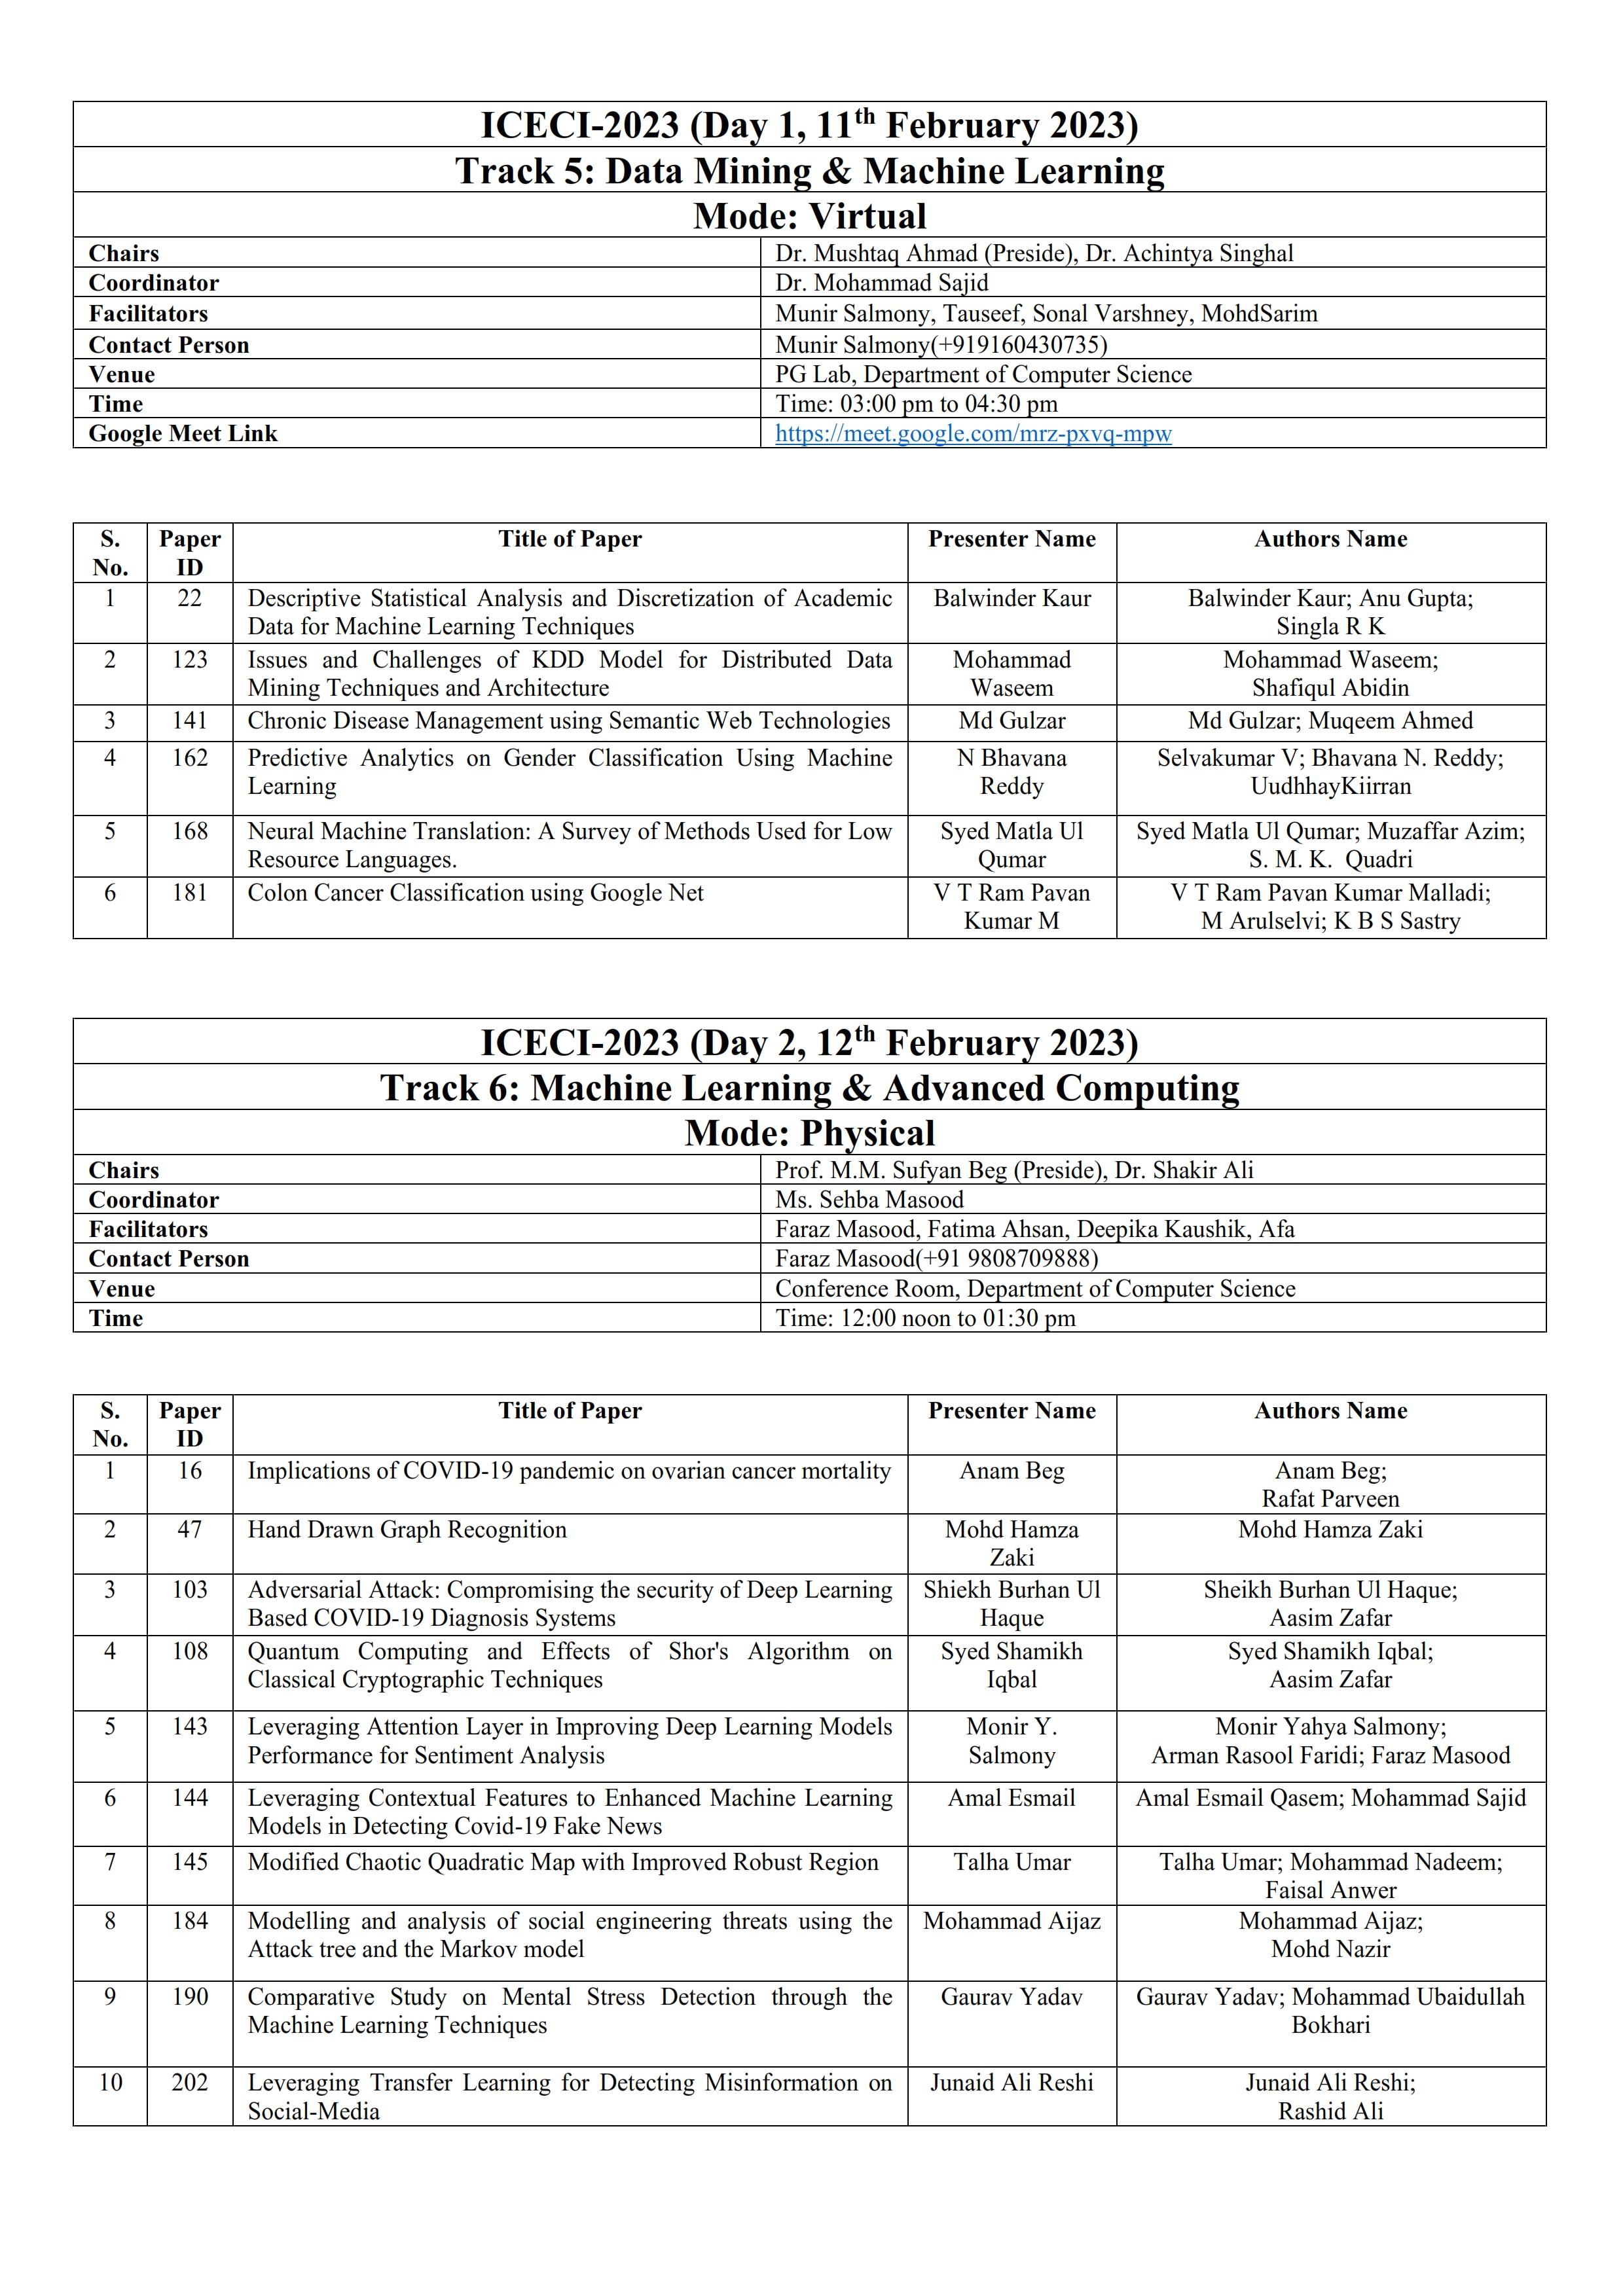 ICECI-2023 (Day 1, 11th February 2023)
Track 5: Data Mining & Machine Learning
Mode: Virtual
Chairs Dr. Mushtaq Ahmad (Preside), Dr. Achintya Singhal
Coordinator Dr. Mohammad Sajid
Facilitators Munir Salmony, Tauseef, Sonal Varshney, MohdSarim
Contact Person Munir Salmony(+919160430735)
Venue PG Lab, Department of Computer Science
Time Time: 03:00 pm to 04:30 pm
Google Meet Link https://meet.google.com/mrz-pxvq-mpw
S. Paper Title of Paper Presenter Name Authors Name
No. ID
1 22 Descriptive Statistical Analysis and Discretization of Academic Balwinder Kaur Balwinder Kaur; Anu Gupta;
Data for Machine Learning Techniques Singla R K
2 123 Issues and Challenges of KDD Model for Distributed Data Mohammad Mohammad Waseem;
Mining Techniques and Architecture Waseem Shafiqul Abidin
3 141 Chronic Disease Management using Semantic Web Technologies Md Gulzar Md Gulzar; Muqeem Ahmed
4 162 Predictive Analytics on Gender Classification Using Machine N Bhavana Selvakumar V; Bhavana N. Reddy;
Learning Reddy UudhhayKiirran
5 168 Neural Machine Translation: A Survey of Methods Used for Low Syed Matla Ul Syed Matla Ul Qumar; Muzaffar Azim;
Resource Languages. Qumar S. M. K. Quadri
6 181 Colon Cancer Classification using Google Net V T Ram Pavan V T Ram Pavan Kumar Malladi;
Kumar M M Arulselvi; K B S Sastry
ICECI-2023 (Day 2, 12th February 2023)
Track 6: Machine Learning & Advanced Computing
Mode: Physical
Chairs Prof. M.M. Sufyan Beg (Preside), Dr. Shakir Ali
Coordinator Ms. Sehba Masood
Facilitators Faraz Masood, Fatima Ahsan, Deepika Kaushik, Afa
Contact Person Faraz Masood(+91 9808709888)
Venue Conference Room, Department of Computer Science
Time Time: 12:00 noon to 01:30 pm
S. Paper Title of Paper Presenter Name Authors Name
No. ID
1 16 Implications of COVID-19 pandemic on ovarian cancer mortality Anam Beg Anam Beg;
Rafat Parveen
2 47 Hand Drawn Graph Recognition Mohd Hamza Mohd Hamza Zaki
Zaki
3 103 Adversarial Attack: Compromising the security of Deep Learning Shiekh Burhan Ul Sheikh Burhan Ul Haque;
Based COVID-19 Diagnosis Systems Haque Aasim Zafar
4 108 Quantum Computing and Effects of Shor's Algorithm on Syed Shamikh Syed Shamikh Iqbal;
Classical Cryptographic Techniques Iqbal Aasim Zafar
5 143 Leveraging Attention Layer in Improving Deep Learning Models Monir Y. Monir Yahya Salmony;
Performance for Sentiment Analysis Salmony Arman Rasool Faridi; Faraz Masood
6 144 Leveraging Contextual Features to Enhanced Machine Learning Amal Esmail Amal Esmail Qasem; Mohammad Sajid
Models in Detecting Covid-19 Fake News
7 145 Modified Chaotic Quadratic Map with Improved Robust Region Talha Umar Talha Umar; Mohammad Nadeem;
Faisal Anwer
8 184 Modelling and analysis of social engineering threats using the Mohammad Aijaz Mohammad Aijaz;
Attack tree and the Markov model Mohd Nazir
9 190 Comparative Study on Mental Stress Detection through the Gaurav Yadav Gaurav Yadav; Mohammad Ubaidullah
Machine Learning Techniques Bokhari
10 202 Leveraging Transfer Learning for Detecting Misinformation on Junaid Ali Reshi Junaid Ali Reshi;
Social-Media Rashid Ali